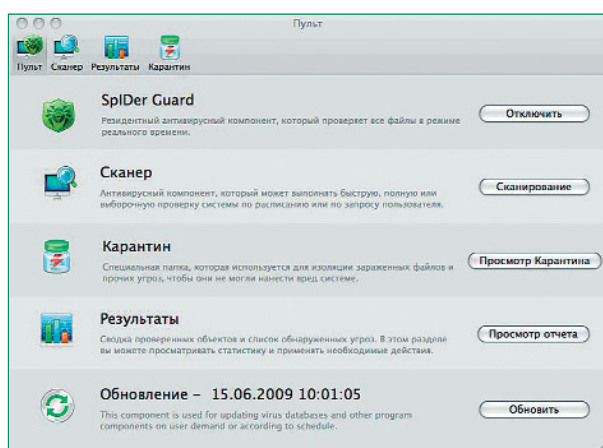 Пульт
Пульт Сканер Результаты Карантин
SpIDer Guard
Резидентный антивирусный компонент, который проверяет все файлы в режиме
реального времени.
Отключить
Сканер
Антивирусный компонент, который может выполнять быструю, полную или
выборочную проверку системы по расписанию или по запросу пользователя.
Сканирование
Карантин
Специальная папка, которая используется для изоляции зараженных файлов и
прочих угроз, чтобы они не могли нанести вред системе.
Просмотр Карантина
Результаты
Сводка проверенных объектов и список обнаруженных угроз. В этом разделе
вы можете просматривать статистику и применять необходимые действия.
Просмотр отчета
Обновление – 15.06.2009 10:01:05
This component is used for updating virus databases and other program
components on user demand or according to schedule.
Обновить